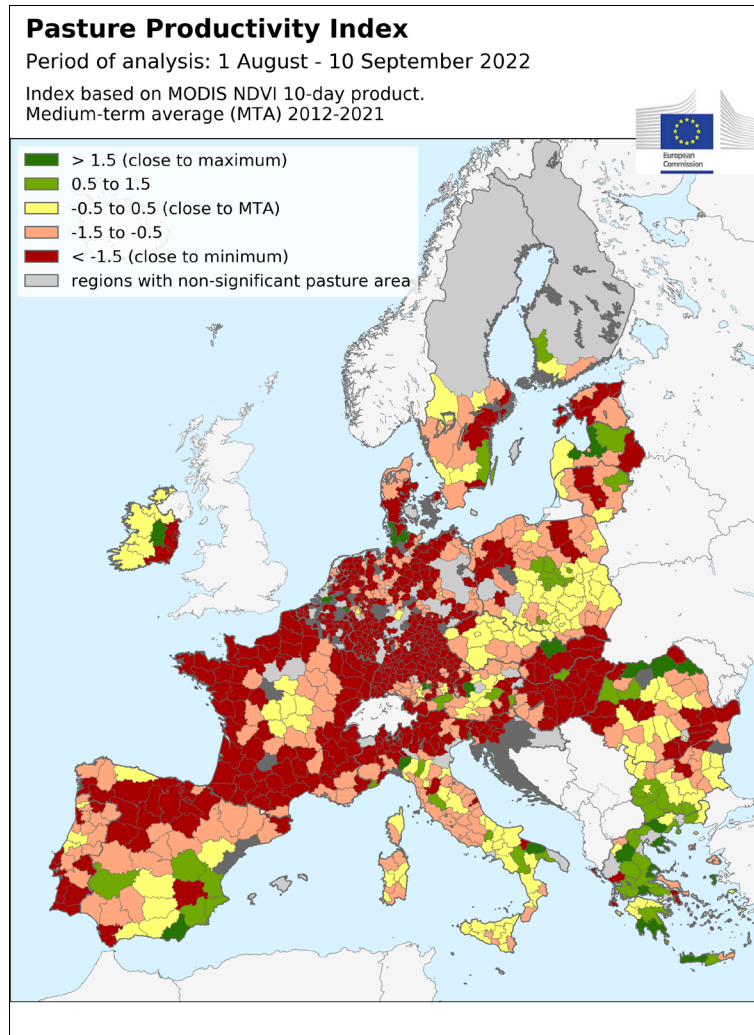 Pasture Productivity Index
Period of analysis: 1 August - 10 September 2022
Index based on MODIS NDVI 10-day product.
Medium-term average (MTA) 2012-2021
European
Commission
> 1.5 (close to maximum)
0.5 to 1.5
-0.5 to 0.5 (close to MTA)
-1.5 to -0.5
< -1.5 (close to minimum)
regions with non-significant pasture area